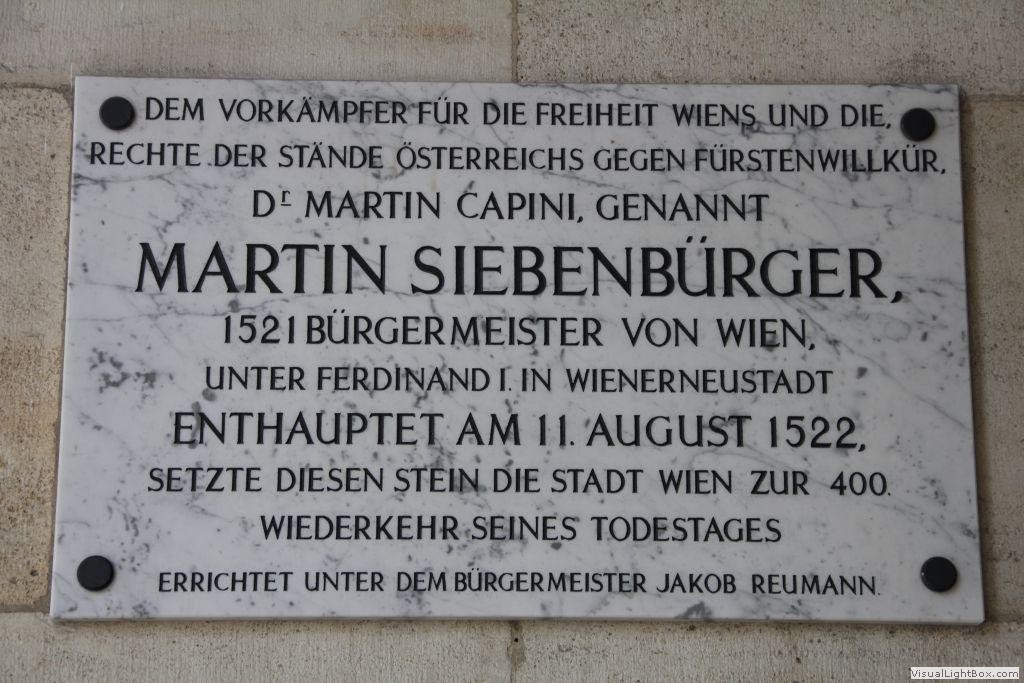 DEM VORKÄMPFER FÜR DIE FREIHEIT WIENS UND DIE,
RECHTE DER STÄNDE ÖSTERREICHS GEGEN FÜRSTENWILLKÜR,
Dr MARTIN CAPINI, GENANNT
MARTIN SIEBENBÜRGER,
1521 BÜRGERMEISTER VON WIEN,
UNTER FERDINAND I. IN WIENERNEUSTADT
ENTHAUPTET AM 11. AUGUST 1522,
SETZTE DIESEN STEIN DIE STADT WIEN ZUR 400.
WIEDERKEHR SEINES TODESTAGES
ERRICHTET UNTER DEM BÜRGERMEISTER JAKOB REUMANN.
VisualLightBox.com